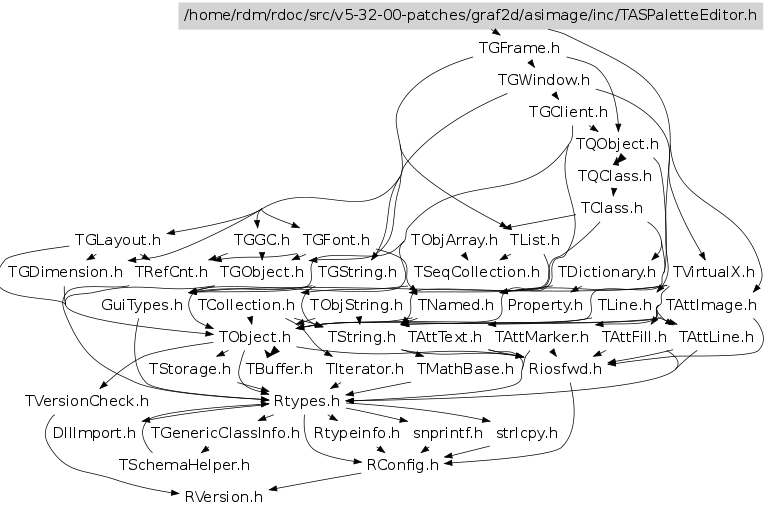 /home/rdm/rdoc/src/v5-32-00-patches/graf2d/asimage/inc/TASPaletteEditor.h
TGFrame.h
TGWindow.h
TGClient.h
TQObject.h
TQClass.h
TClass.h
TGLayout.h TGGC.h TGFont.h TObjArray.h TList.h
TGDimension.h TRefCnt.h TGObject.h TGString.h TSeqCollection.h TDictionary.h TVirtualX.h
GuiTypes.h TCollection.h TObjString.h TNamed.h Property.h TLine.h TAttImage.h
TObject.h TString.h TAttText.h TAttMarker.h TAttFill.h TAttLine.h
TStorage.h TBuffer.h TIterator.h TMathBase.h Riosfwd.h
TVersionCheck.h Rtypes.h
DllImport.h TGenericClassInfo.h Rtypeinfo.h snprintf.h strlcpy.h
TSchemaHelper.h RConfig.h
RVersion.h